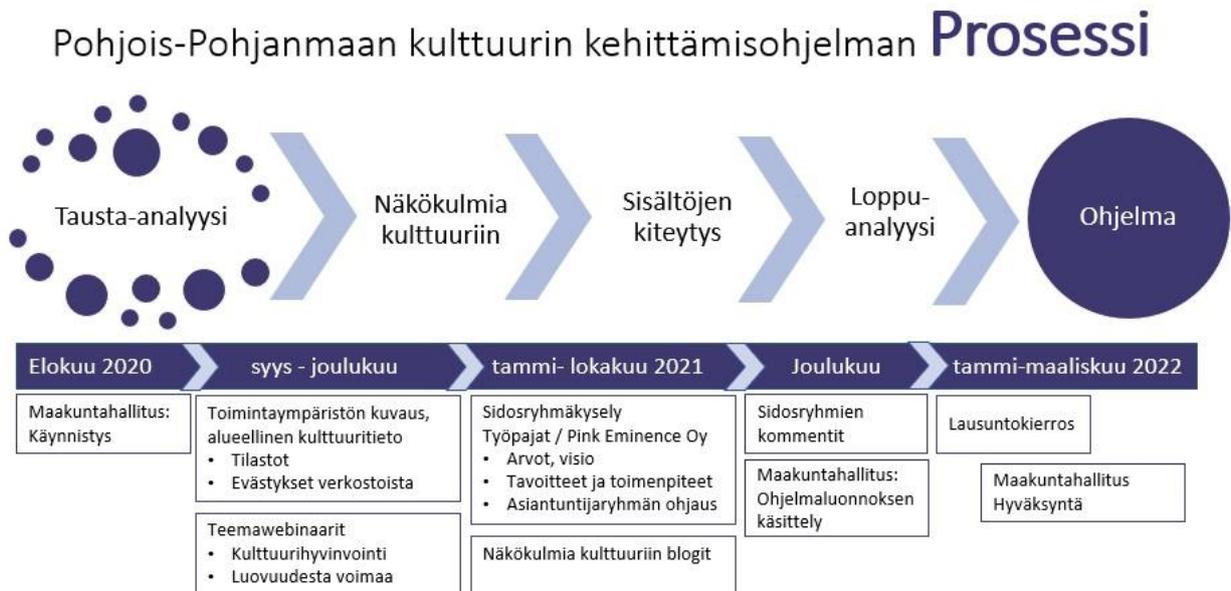 Pohjois-Pohjanmaan kulttuurin kehittämisohjelman Prosessi
Tausta-analyysi
Näkökulmia
kulttuuriin
Sisältöjen
kiteytys
Loppu-
analyysi
Ohjelma
Elokuu 2020
syys - joulukuu
tammi- lokakuu 2021
Joulukuu
tammi-maaliskuu 2022
Maakuntahallitus:
Käynnistys
Toimintaympäristön kuvaus,
alueellinen kulttuuritieto
• Tilastot
• Evästykset verkostoista
Teemawebinaarit
• Kulttuurihyvinvointi
• Luovuudesta voimaa
Sidosryhmäkysely
Työpajat / Pink Eminence Oy
• Arvot, visio
• Tavoitteet ja toimenpiteet
• Asiantuntijaryhmän ohjaus
Näkökulmia kulttuuriin blogit
Sidosryhmien
kommentit
Maakuntahallitus:
Ohjelmaluonnoksen
käsittely
Lausuntokierros
Maakuntahallitus
Hyväksyntä